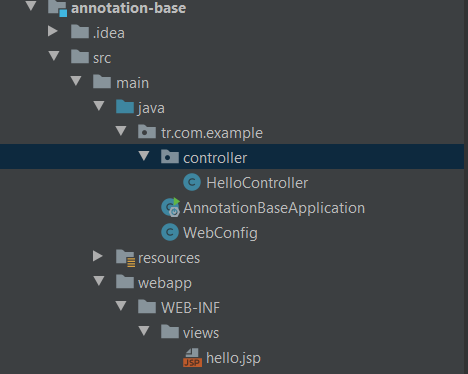 annotation-base
.idea
src
main
java
tr.com.example
controller
HelloController
AnnotationBaseApplication
WebConfig
resources
webapp
WEB-INF
views
hello.jsp